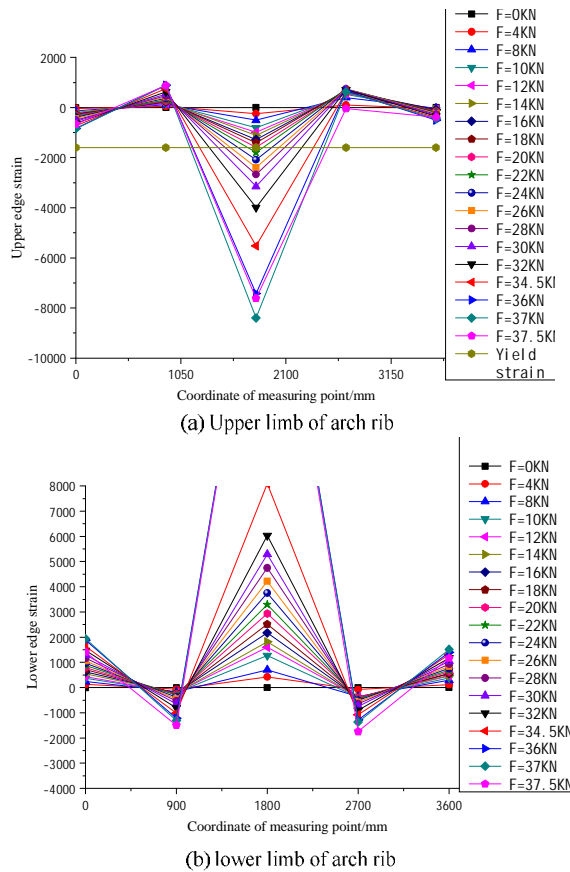 2000
0
-2000
-4000
-6000
-8000
-10000
Upper edge strain
0
1050
2100
3150
Coordinate of measuring point/mm
F=0KN
F=4KN
F=8KN
F=10KN
F=12KN
F=14KN
F=16KN
F=18KN
F=20KN
F=22KN
F=24KN
F=26KN
F=28KN
F=30KN
F=32KN
F=34.5KN
F=36KN
F=37KN
F=37.5KN
Yield
strain
(a) Upper limb of arch rib
8000
7000
6000
5000
4000
3000
2000
1000
0
-1000
-2000
-3000
-4000
Lower edge strain
0
900
1800
2700
3600
Coordinate of measuring point/mm
F=0KN
F=4KN
F=8KN
F=10KN
F=12KN
F=14KN
F=16KN
F=18KN
F=20KN
F=22KN
F=24KN
F=26KN
F=28KN
F=30KN
F=32KN
F=34.5KN
F=36KN
F=37KN
F=37.5KN
(b) lower limb of arch rib